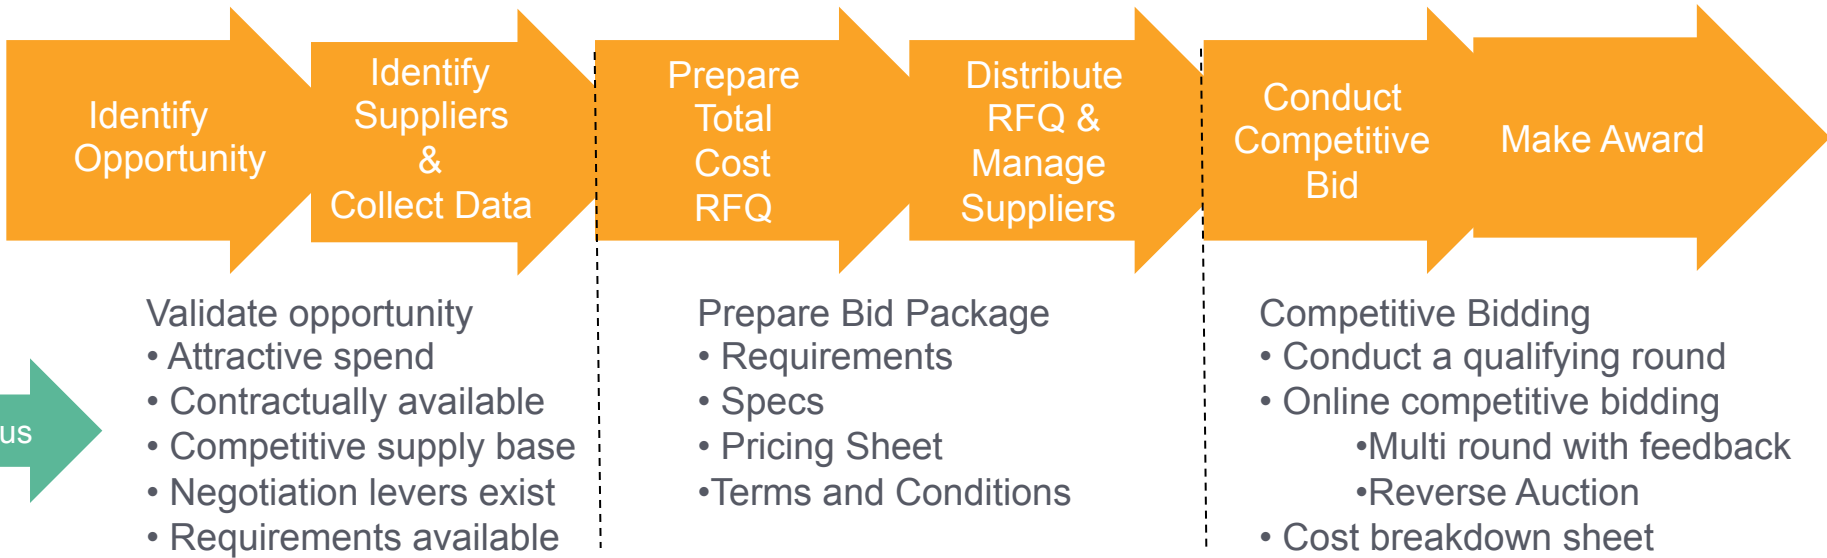 Identify
Opportunity
Identify
Suppliers
&
Collect Data
Prepare
Total
Cost
RFQ
Distribute
RFQ &
Manage
Suppliers
Conduct
Competitive
Bid
Make Award
us
Validate opportunity
• Attractive spend
• Contractually available
• Competitive supply base
• Negotiation levers exist
• Requirements available
Prepare Bid Package
• Requirements
• Specs
• Pricing Sheet
•Terms and Conditions
Competitive Bidding
• Conduct a qualifying round
• Online competitive bidding
•Multi round with feedback
•Reverse Auction
• Cost breakdown sheet